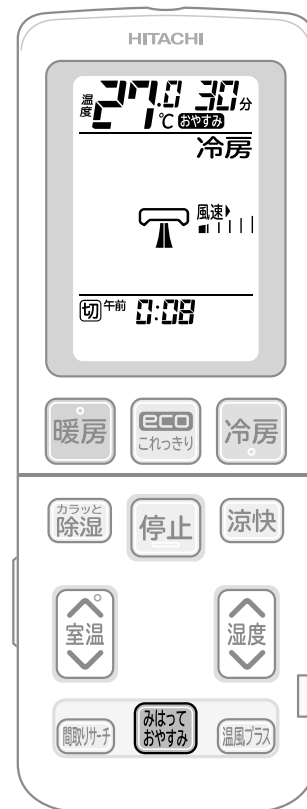 HITACHI
温度 27.0 30分
℃ おやすみ
冷房
風速
切 午前 0:08
暖房 eco これっきり 冷房
カラッと 除湿 停止 涼快
室温 湿度
間取りサーチ みはって おやすみ 温風プラス